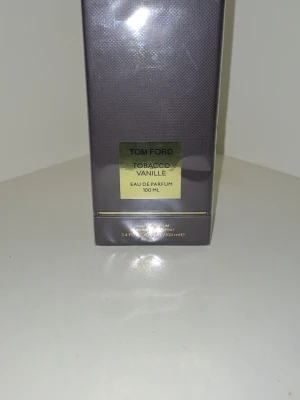 TOM FORD
TOBACCO
VANILLE
EAU DE PARFUM
100 ML